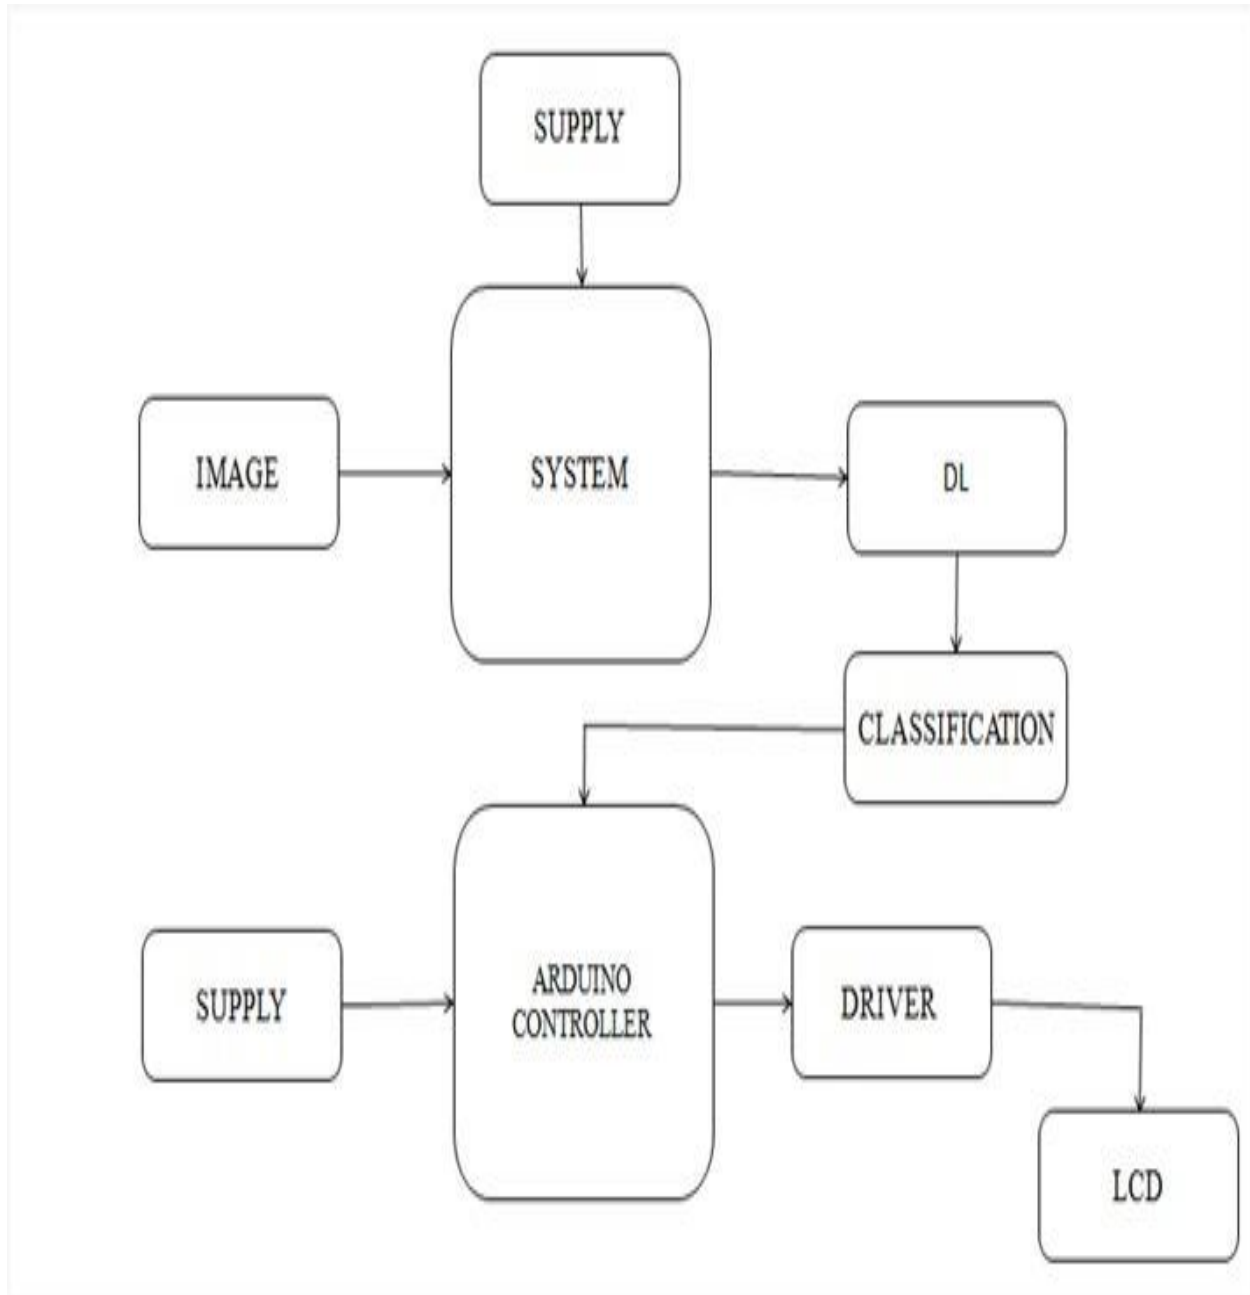 SUPPLY
IMAGE
SYSTEM
DL
CLASSIFICATION
SUPPLY
ARDUINO
CONTROLLER
DRIVER
LCD